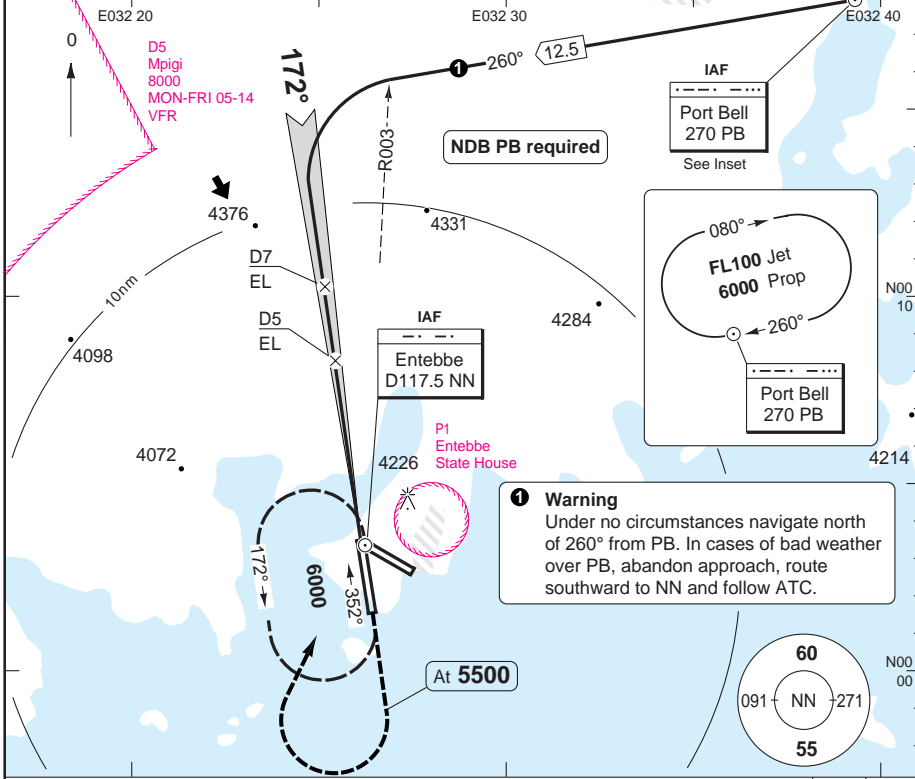 E032 20
E032 30
E032 40
0
D5
Mpigi
8000
MON-FRI 05-14
VFR
172°
1
260°
12.5
IAF
Port Bell
270 PB
See Inset
R003
NDB PB required
4376
4331
080°
FL100 Jet
6000 Prop
260°
Port Bell
270 PB
N00
10
D7
EL
10nm
4284
D5
EL
IAF
Entebbe
D117.5 NN
4098
4072
4226
P1
Entebbe
State House
4214
1 Warning
Under no circumstances navigate north
of 260° from PB. In cases of bad weather
over PB, abandon approach, route
southward to NN and follow ATC.
172°
6000
352°
At 5500
60
091 NN 271
55
N00
00